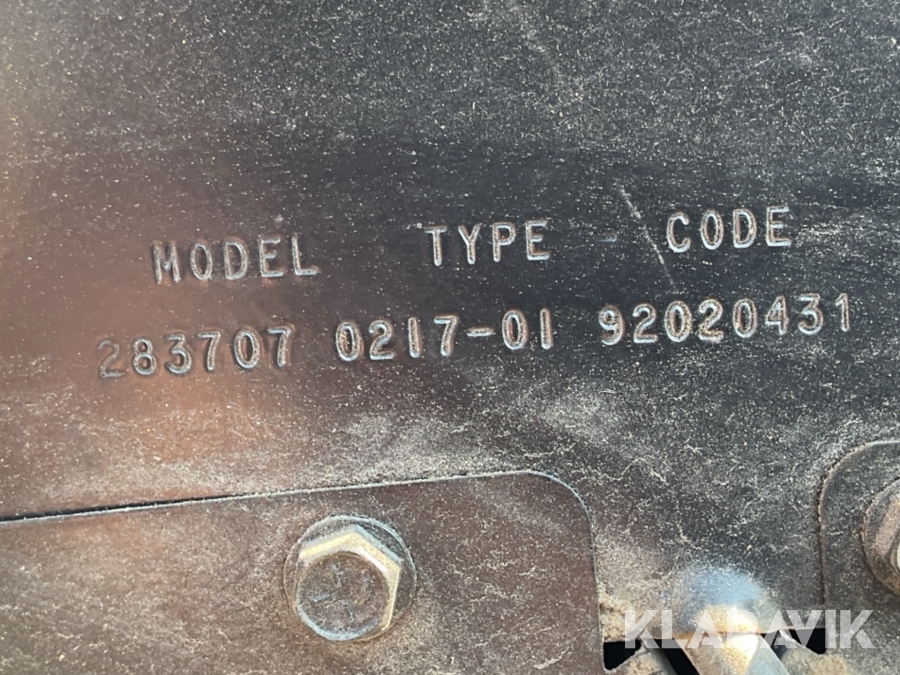 MODEL TYPE CODE
283707 0217-01 92020431
KLARAVIK